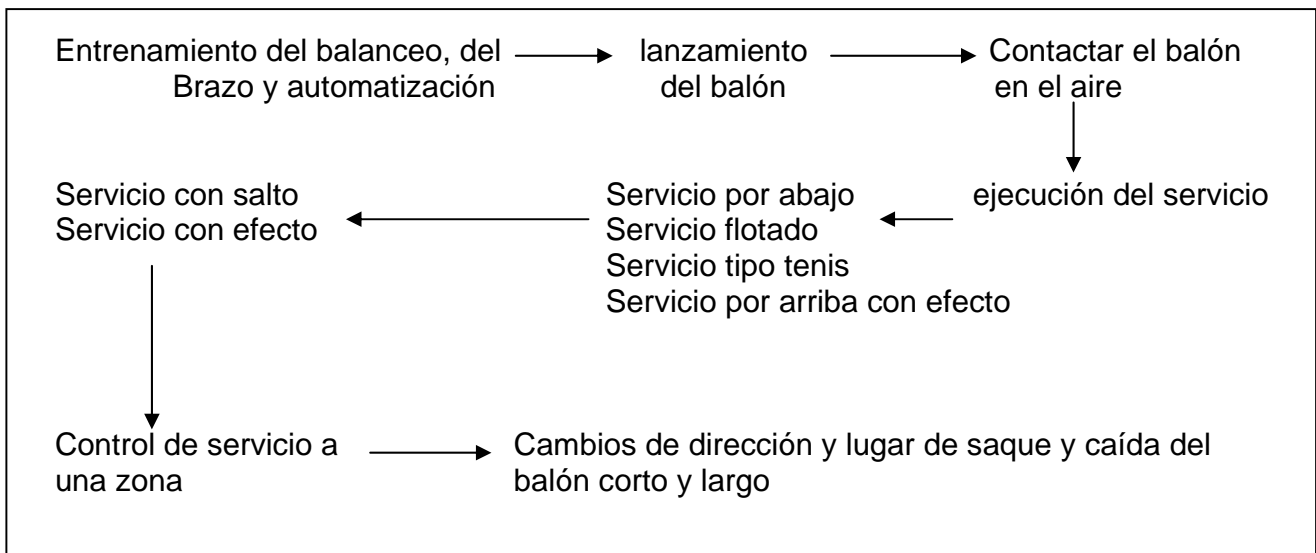 Entrenamiento del balanceo, del
Brazo y automatización
lanzamiento
del balón
Contactar el balón
en el aire
ejecución del servicio
Servicio por abajo
Servicio flotado
Servicio tipo tenis
Servicio por arriba con efecto
Servicio con salto
Servicio con efecto
Control de servicio a
una zona
Cambios de dirección y lugar de saque y caída del
balón corto y largo